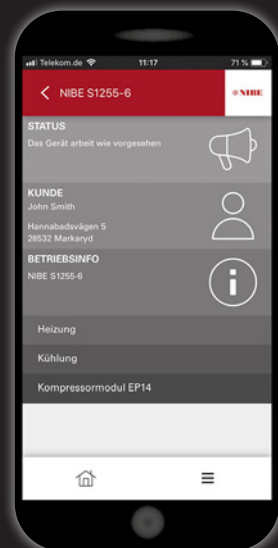 Telekom.de 11:17 71 %
NIBE S1255-6
NIBE
STATUS
Das Gerät arbeit wie vorgesehen
KUNDE
John Smith
Hannabadsvägen 5
28532 Markaryd
BETRIEBSINFO
NIBE S1255-6
Heizung
Kühlung
Kompressormodul EP14